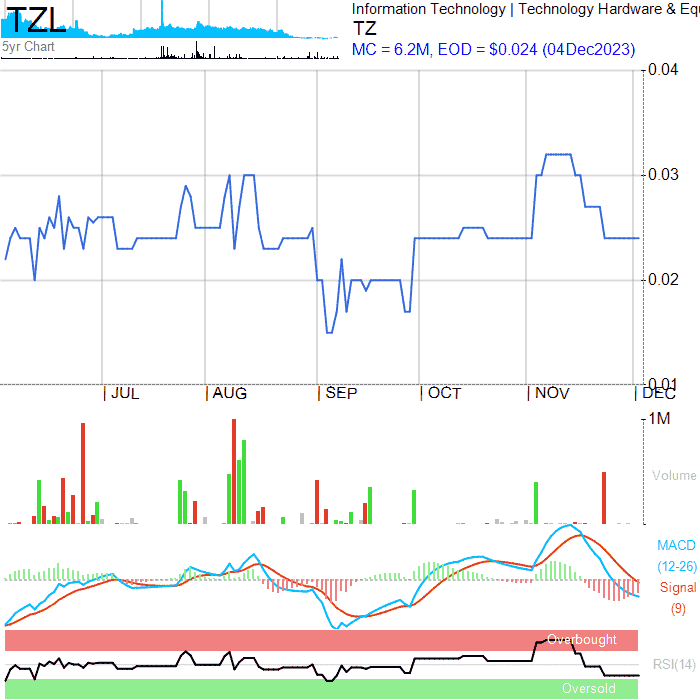 TZL
5yr Chart
Information Technology | Technology Hardware & Equ
TZ
MC = 6.2M, EOD = $0.024 (04Dec2023)
0.04
0.03
0.02
0.01
| JUL | AUG | SEP | OCT | NOV | DEC
1M
Volume
MACD
(12-26)
Signal
(9)
Overbought
RSI(14)
Oversold